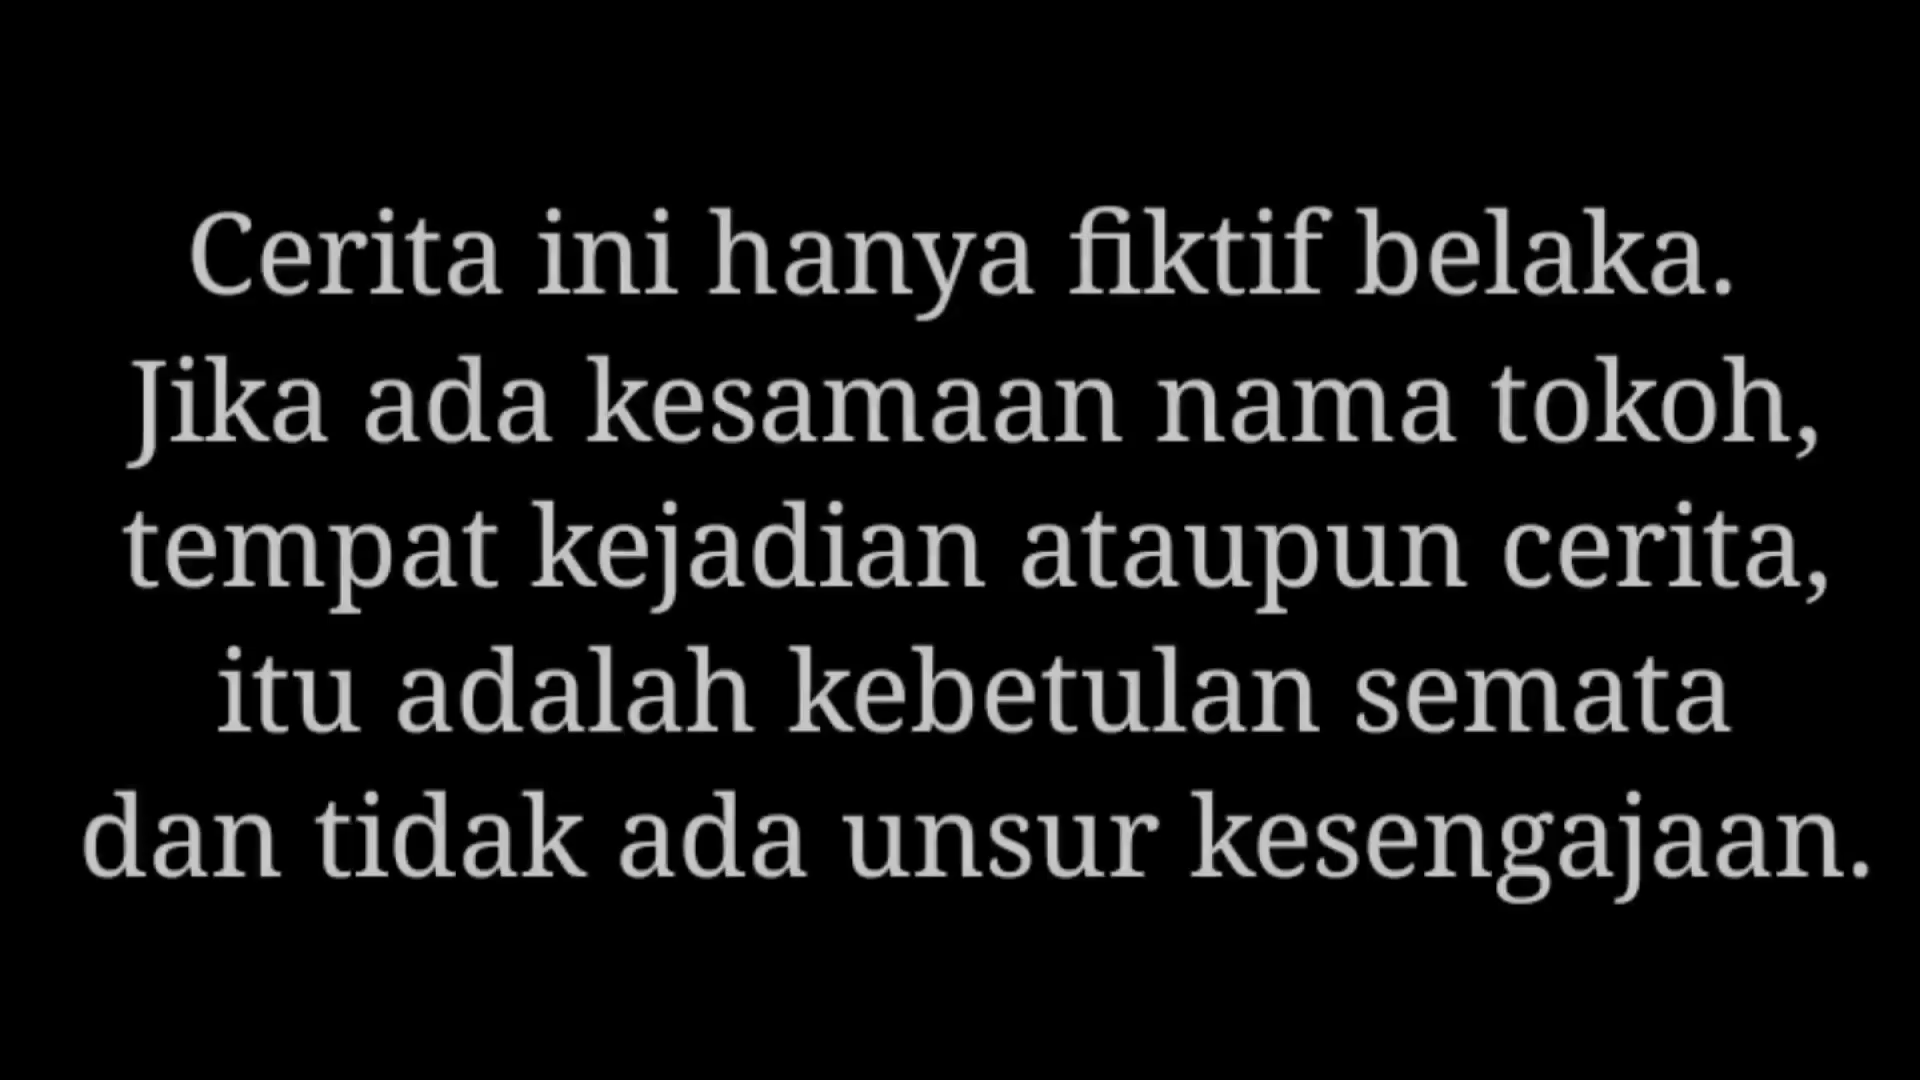 Cerita ini hanya fiktif belaka.
Jika ada kesamaan nama tokoh,
tempat kejadian ataupun cerita,
itu adalah kebetulan semata
dan tidak ada unsur kesengajaan.